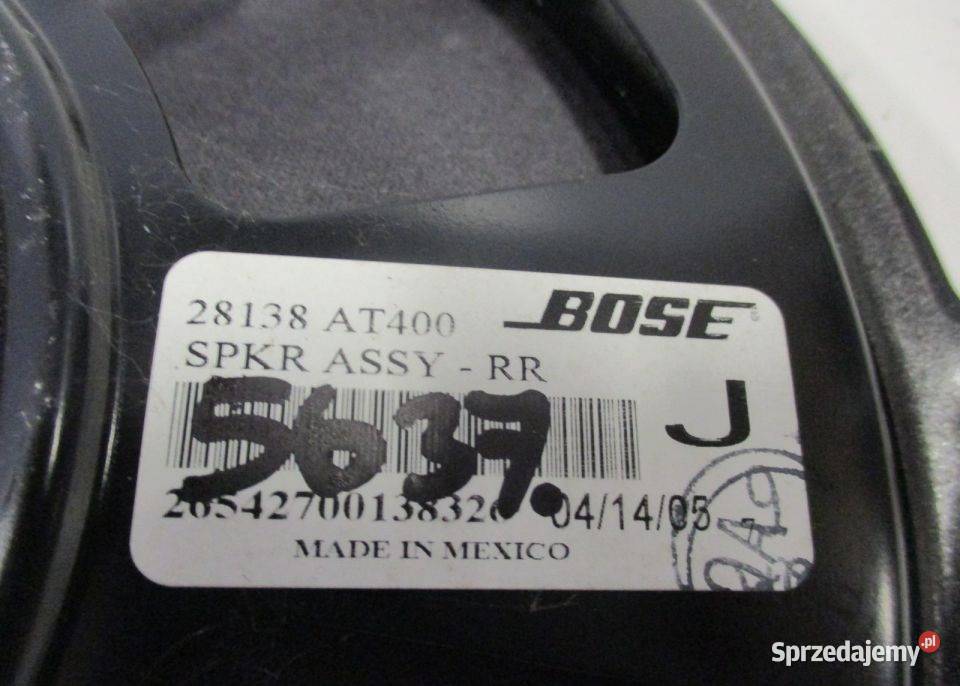 28138 AT400 BOSE
SPKR ASSY - RR
5637.
J
04/14/05
MADE IN MEXICO
Sprzedajemy.pl